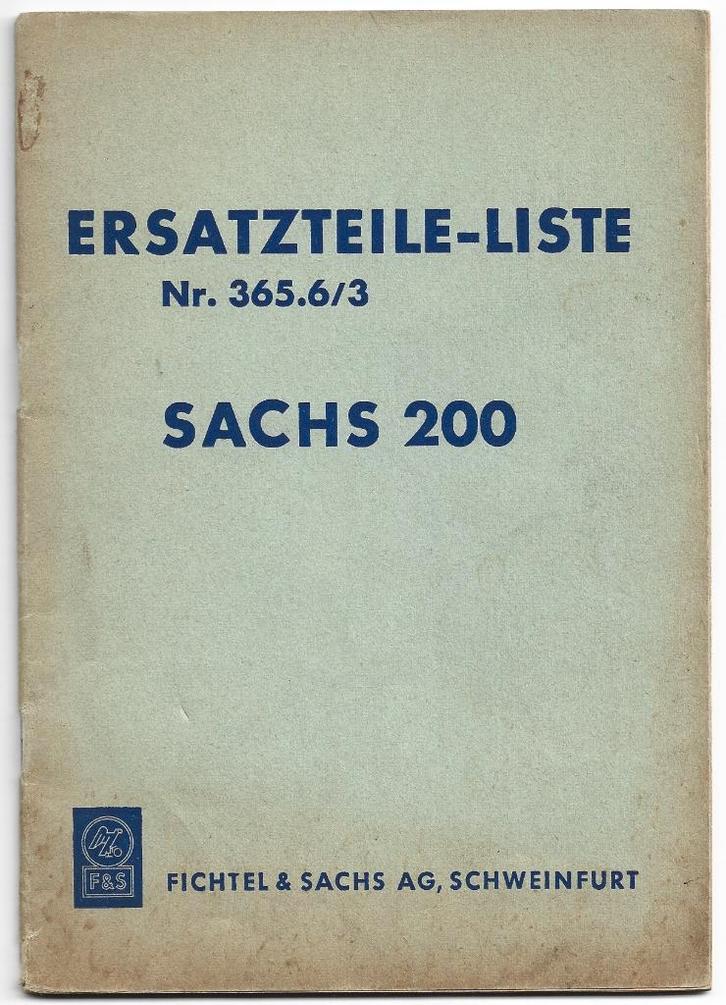 ERSATZTEILE-LISTE
Nr. 365.6/3
SACHS 200
F&S
FICHTEL & SACHS AG, SCHWEINFURT